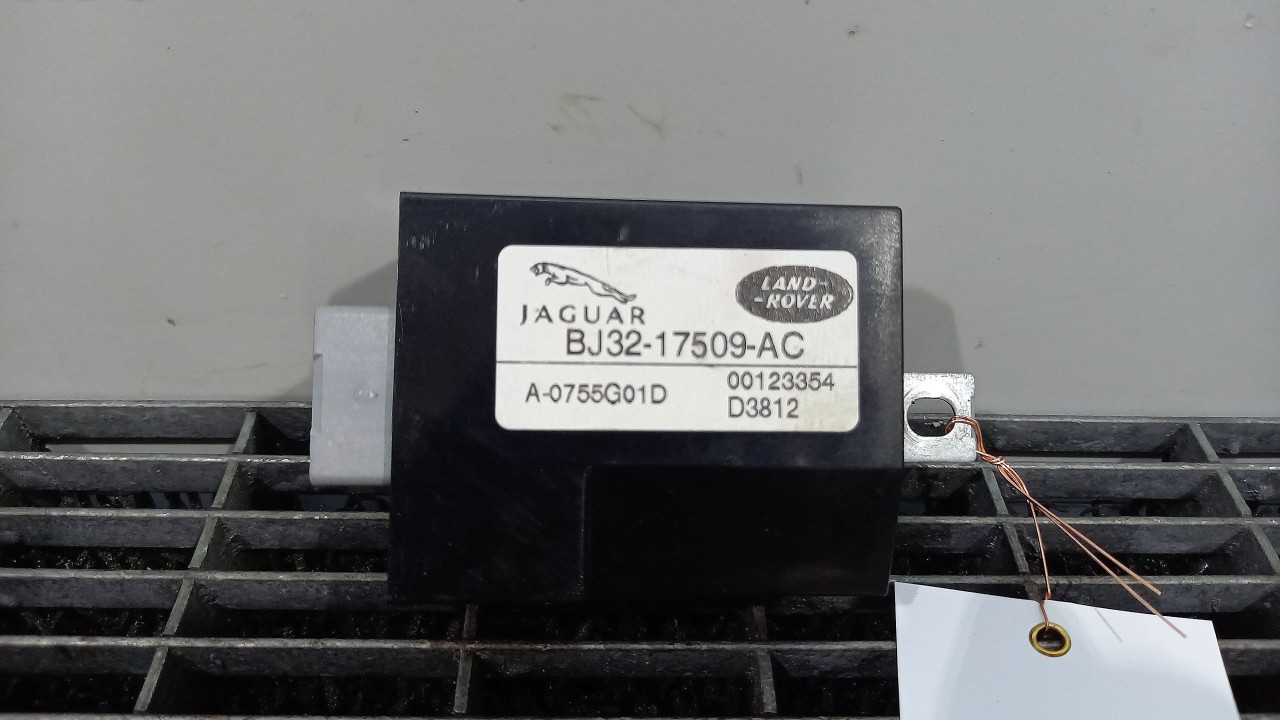 JAGUAR
LAND-
-ROVER
BJ32-17509-AC
A-0755G01D
00123354
D3812